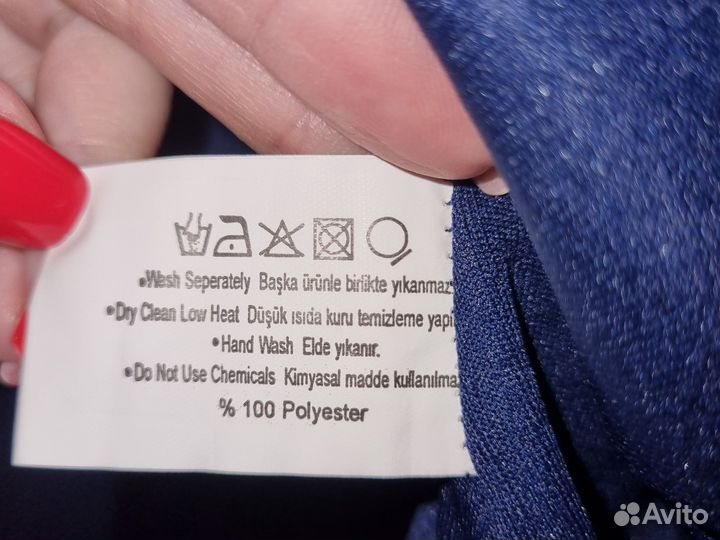 •Wash Seperately Başka ürünle birlikte yıkanmaz
•Dry Clean Low Heat Düşük ısıda kuru temizleme yapı
•Hand Wash Elde yıkanır.
•Do Not Use Chemicals Kimyasal madde kullanılmaz
% 100 Polyester
Avito